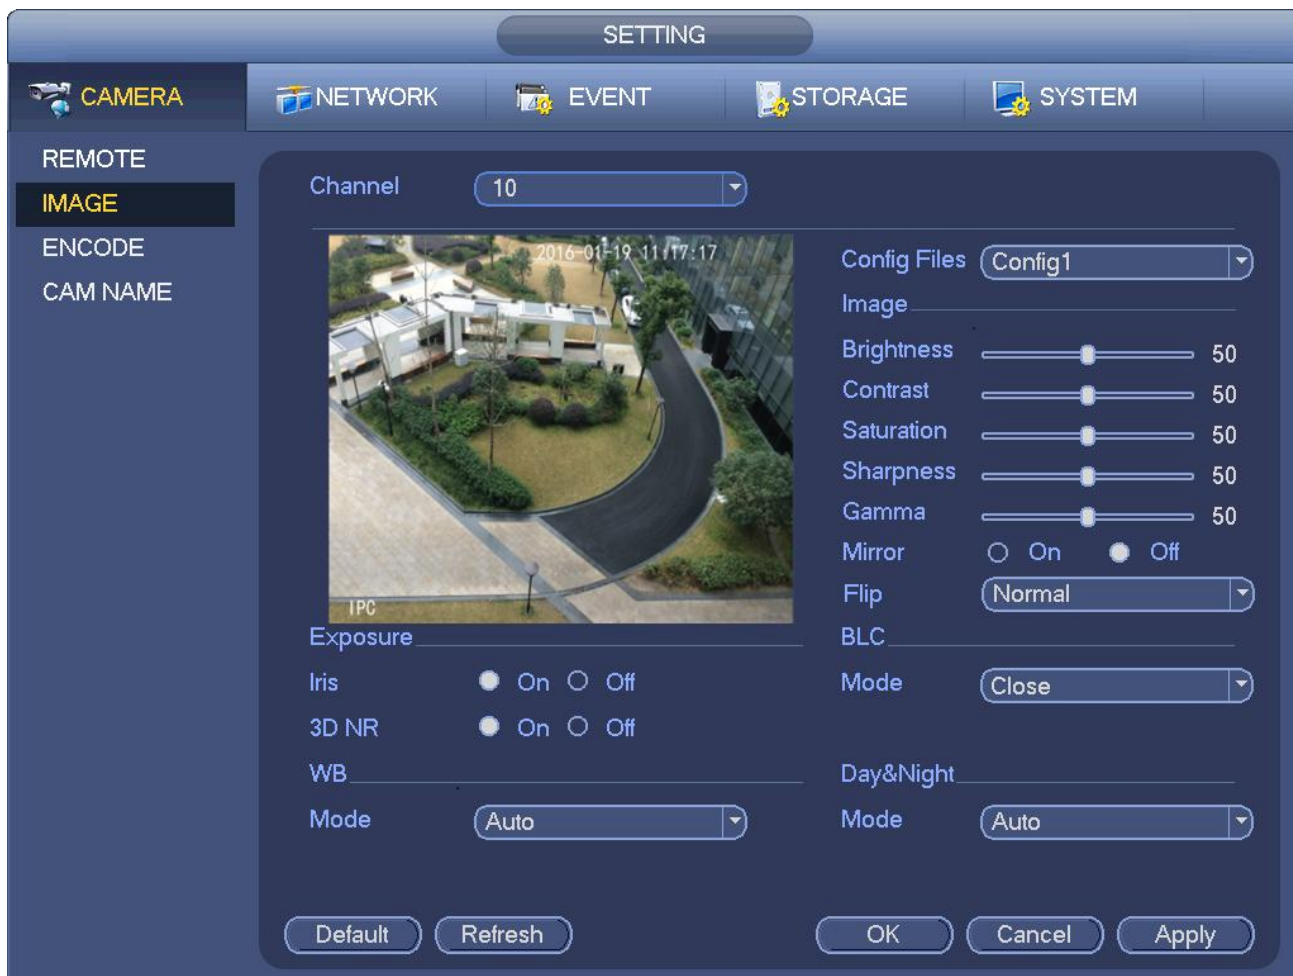 SETTING
CAMERA NETWORK EVENT STORAGE SYSTEM
REMOTE
IMAGE
ENCODE
CAM NAME
Channel 10
2016-01-19 11:17:17
IPC
Config Files Config1
Image
Brightness 50
Contrast 50
Saturation 50
Sharpness 50
Gamma 50
Mirror On Off
Flip Normal
Exposure
Iris On Off
3D NR On Off
BLC
Mode Close
WB
Mode Auto
Day&Night
Mode Auto
Default Refresh OK Cancel Apply